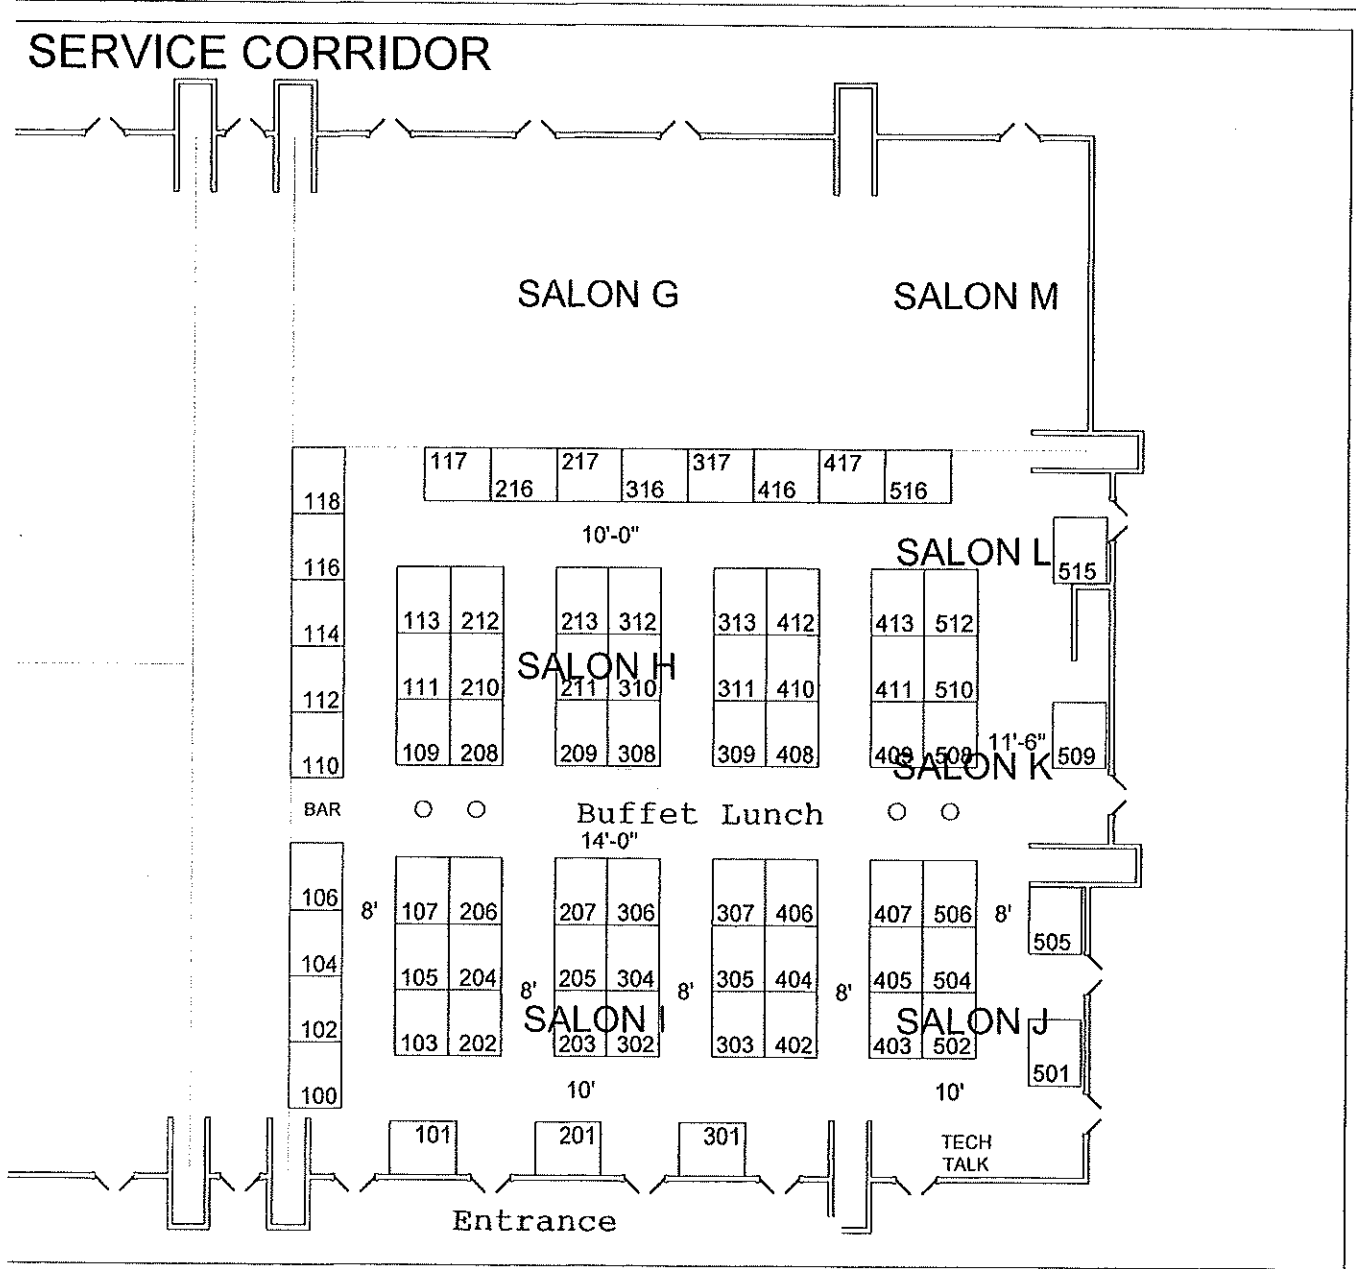 SERVICE CORRIDOR
SALON G SALON M
117 217 317 417
118 216 316 416 516
10'-0"
SALON L
116 515
113 212 213 312 313 412 413 512
114
SALON H
111 210 211 310 311 410 411 510
112
11'-6"
109 208 209 308 309 408 409 508 509
110 SALON K
BAR Buffet Lunch
14'-0"
106 8' 107 206 207 306 307 406 407 506 8'
505
104 105 204 205 304 305 404 405 504
8' 8' 8'
102 SALON I SALON J
103 202 203 302 303 402 403 502
501
100 10' 10'
101 201 301
TECH
TALK
Entrance